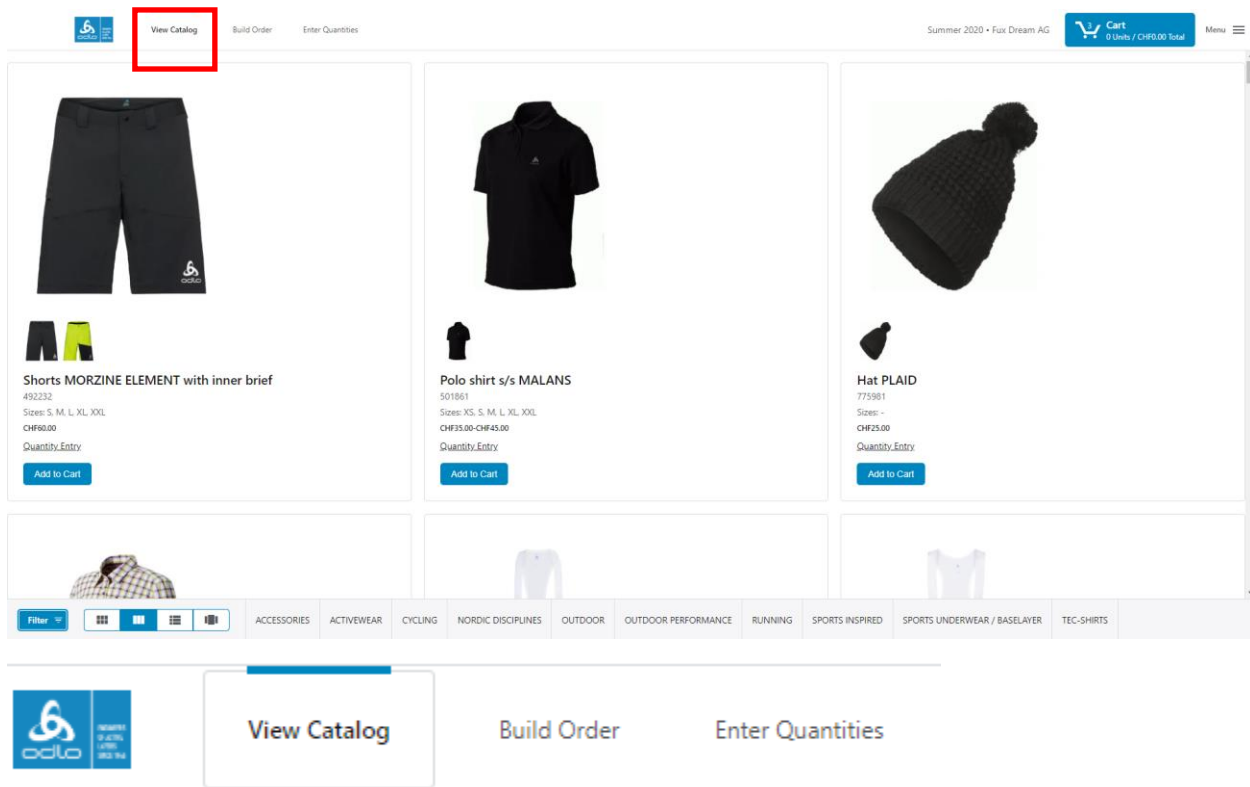 odlo
View Catalog
Build Order
Enter Quantities
Summer 2020 • Fux Dream AG
3
Cart
0 Units / CHF0.00 Total
Menu
odlo
Shorts MORZINE ELEMENT with inner brief
492232
Sizes: S, M, L, XL, XXL
CHF60.00
Quantity Entry
Add to Cart
Polo shirt s/s MALANS
501861
Sizes: XS, S, M, L, XL, XXL
CHF35.00-CHF45.00
Quantity Entry
Add to Cart
Hat PLAID
775981
Sizes: -
CHF25.00
Quantity Entry
Add to Cart
Filter
ACCESSORIES
ACTIVEWEAR
CYCLING
NORDIC DISCIPLINES
OUTDOOR
OUTDOOR PERFORMANCE
RUNNING
SPORTS INSPIRED
SPORTS UNDERWEAR / BASELAYER
TEC-SHIRTS
odlo
View Catalog
Build Order
Enter Quantities